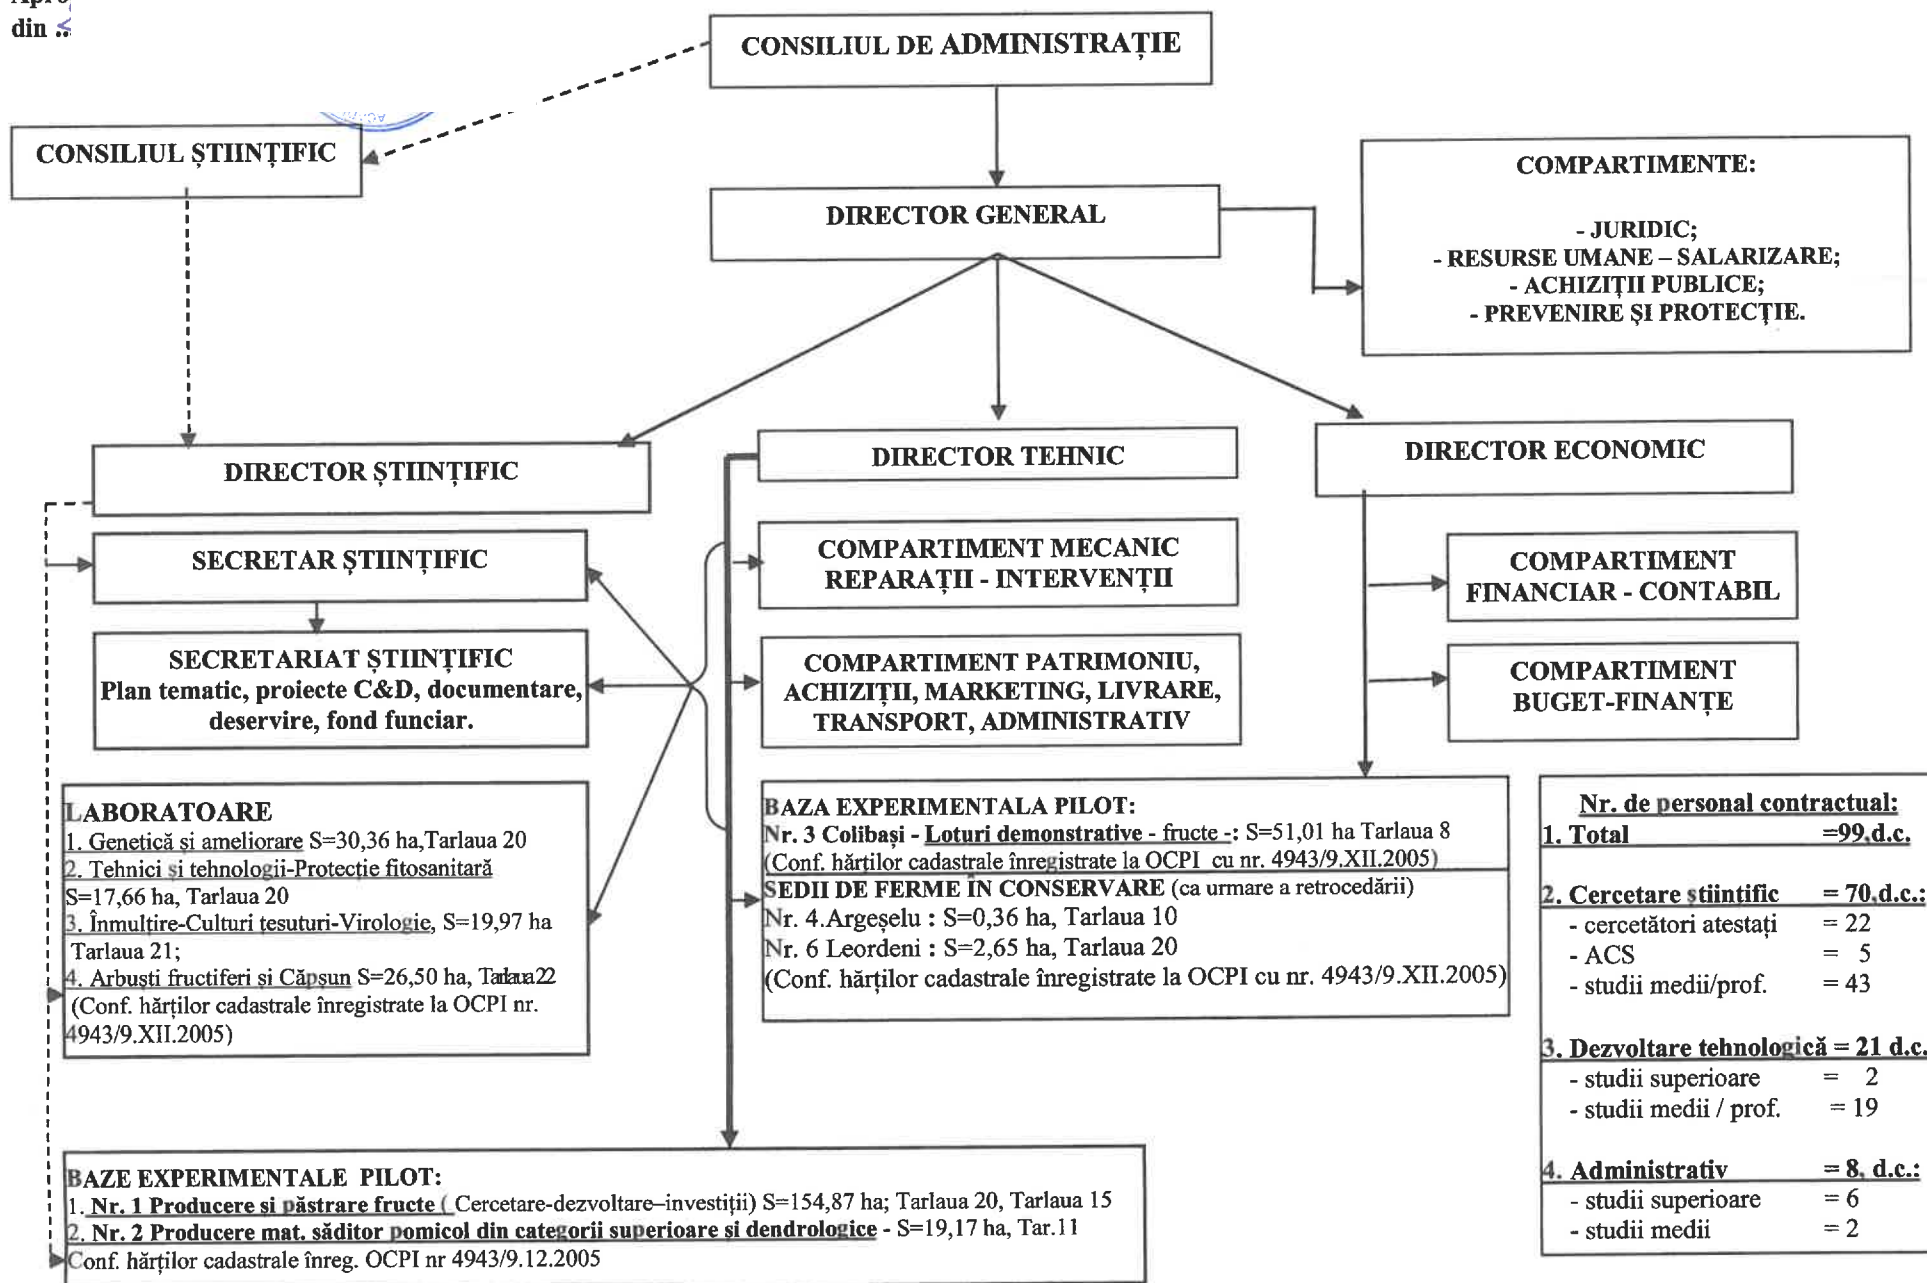 din ..
CONSILIUL DE ADMINISTRAȚIE
CONSILIUL ȘTIINȚIFIC
COMPARTIMENTE:
- JURIDIC;
- RESURSE UMANE – SALARIZARE;
- ACHIZIȚII PUBLICE;
- PREVENIRE ȘI PROTECȚIE.
DIRECTOR GENERAL
DIRECTOR ȘTIINȚIFIC
DIRECTOR TEHNIC
DIRECTOR ECONOMIC
SECRETAR ȘTIINȚIFIC
SECRETARIAT ȘTIINȚIFIC
Plan tematic, proiecte C&D, documentare,
deservire, fond funciar.
COMPARTIMENT MECANIC
REPARAȚII - INTERVENȚII
COMPARTIMENT PATRIMONIU,
ACHIZIȚII, MARKETING, LIVRARE,
TRANSPORT, ADMINISTRATIV
COMPARTIMENT
FINANCIAR - CONTABIL
COMPARTIMENT
BUGET-FINANȚE
LABORATOARE
1. Genetică și ameliorare S=30,36 ha,Tarlaua 20
2. Tehnici și tehnologii-Protecție fitosanitară
S=17,66 ha, Tarlaua 20
3. Înmulțire-Culturi țesuturi-Virologie, S=19,97 ha
Tarlaua 21;
4. Arbuști fructiferi și Căpșun S=26,50 ha, Tarlaua 22
(Conf. hărților cadastrale înregistrate la OCPI nr.
4943/9.XII.2005)
BAZA EXPERIMENTALA PILOT:
Nr. 3 Colibași - Loturi demonstrative - fructe -: S=51,01 ha Tarlaua 8
(Conf. hărților cadastrale înregistrate la OCPI cu nr. 4943/9.XII.2005)
SEDII DE FERME ÎN CONSERVARE (ca urmare a retrocedării)
Nr. 4.Argeșelu : S=0,36 ha, Tarlaua 10
Nr. 6 Leordeni : S=2,65 ha, Tarlaua 20
(Conf. hărților cadastrale înregistrate la OCPI cu nr. 4943/9.XII.2005)
Nr. de personal contractual:
1. Total =99,d.c.
2. Cercetare științific = 70,d.c.:
- cercetători atestați = 22
- ACS = 5
- studii medii/prof. = 43
3. Dezvoltare tehnologică = 21 d.c.
- studii superioare = 2
- studii medii / prof. = 19
4. Administrativ = 8, d.c.:
- studii superioare = 6
- studii medii = 2
BAZE EXPERIMENTALE PILOT:
1. Nr. 1 Producere și păstrare fructe ( Cercetare-dezvoltare–investiții) S=154,87 ha; Tarlaua 20, Tarlaua 15
2. Nr. 2 Producere mat. săditor pomicol din categorii superioare și dendrologice - S=19,17 ha, Tar.11
Conf. hărților cadastrale înreg. OCPI nr 4943/9.12.2005